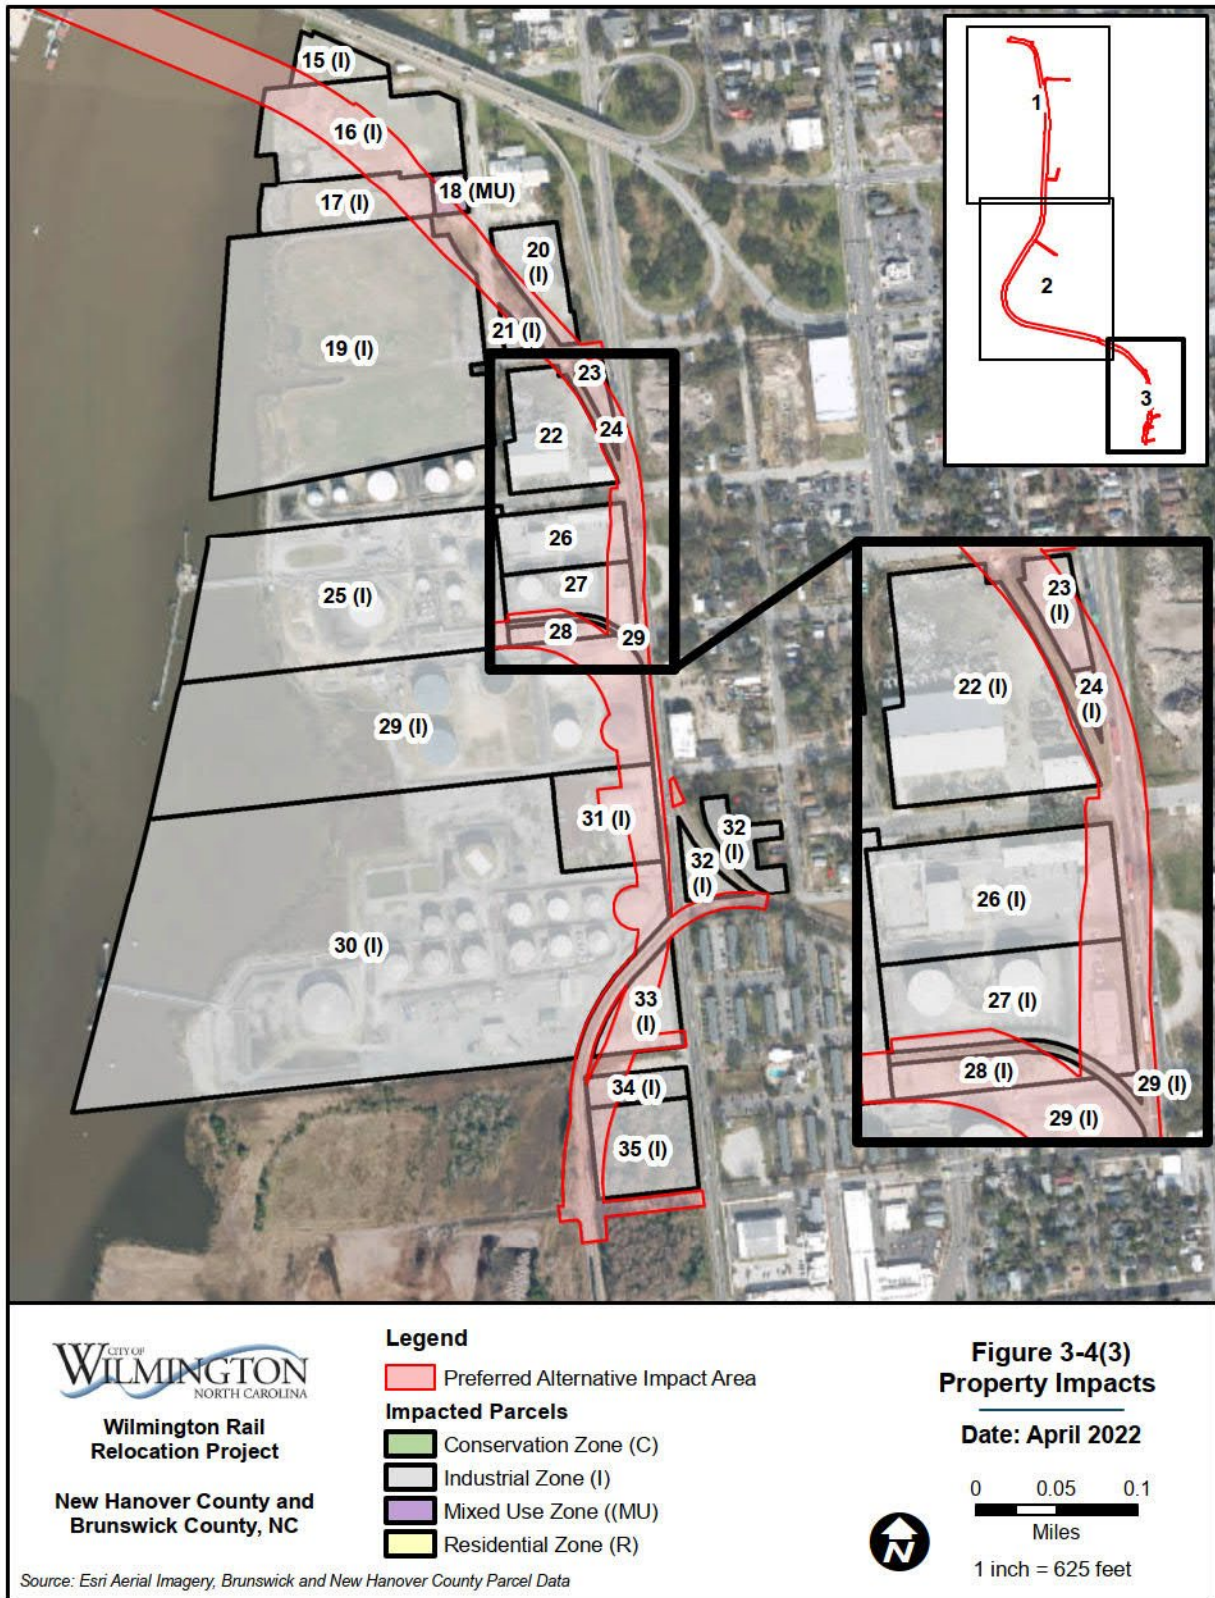 15 (I)
16 (I)
17 (I)
18 (MU)
20
(I)
21 (I)
19 (I)
23
24
22
26
25 (I)
27
28
29
29 (I)
31 (I)
32
(I)
32
(I)
30 (I)
33
(I)
34 (I)
35 (I)
1
2
3
23
(I)
22 (I)
24
(I)
26 (I)
27 (I)
28 (I)
29 (I)
29 (I)
CITY OF
WILMINGTON
NORTH CAROLINA
Wilmington Rail
Relocation Project
New Hanover County and
Brunswick County, NC
Source: Esri Aerial Imagery, Brunswick and New Hanover County Parcel Data
Legend
Preferred Alternative Impact Area
Impacted Parcels
Conservation Zone (C)
Industrial Zone (I)
Mixed Use Zone ((MU)
Residential Zone (R)
Figure 3-4(3)
Property Impacts
Date: April 2022
0 0.05 0.1
Miles
N
1 inch = 625 feet